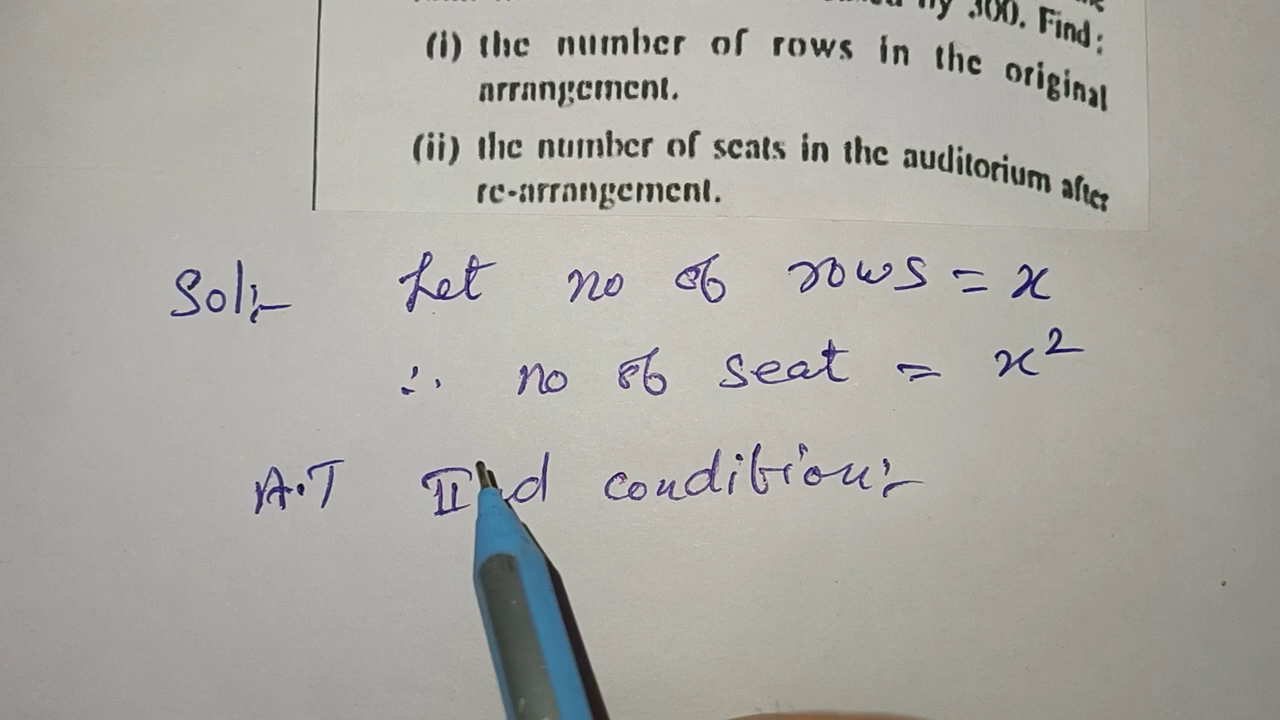 by 300. Find:
(i) the number of rows in the original
arrangement.
(ii) the number of seats in the auditorium after
re-arrangement.
Sol:- Let no of rows = x
∴ no of seat = x²
A.T IInd condition:-